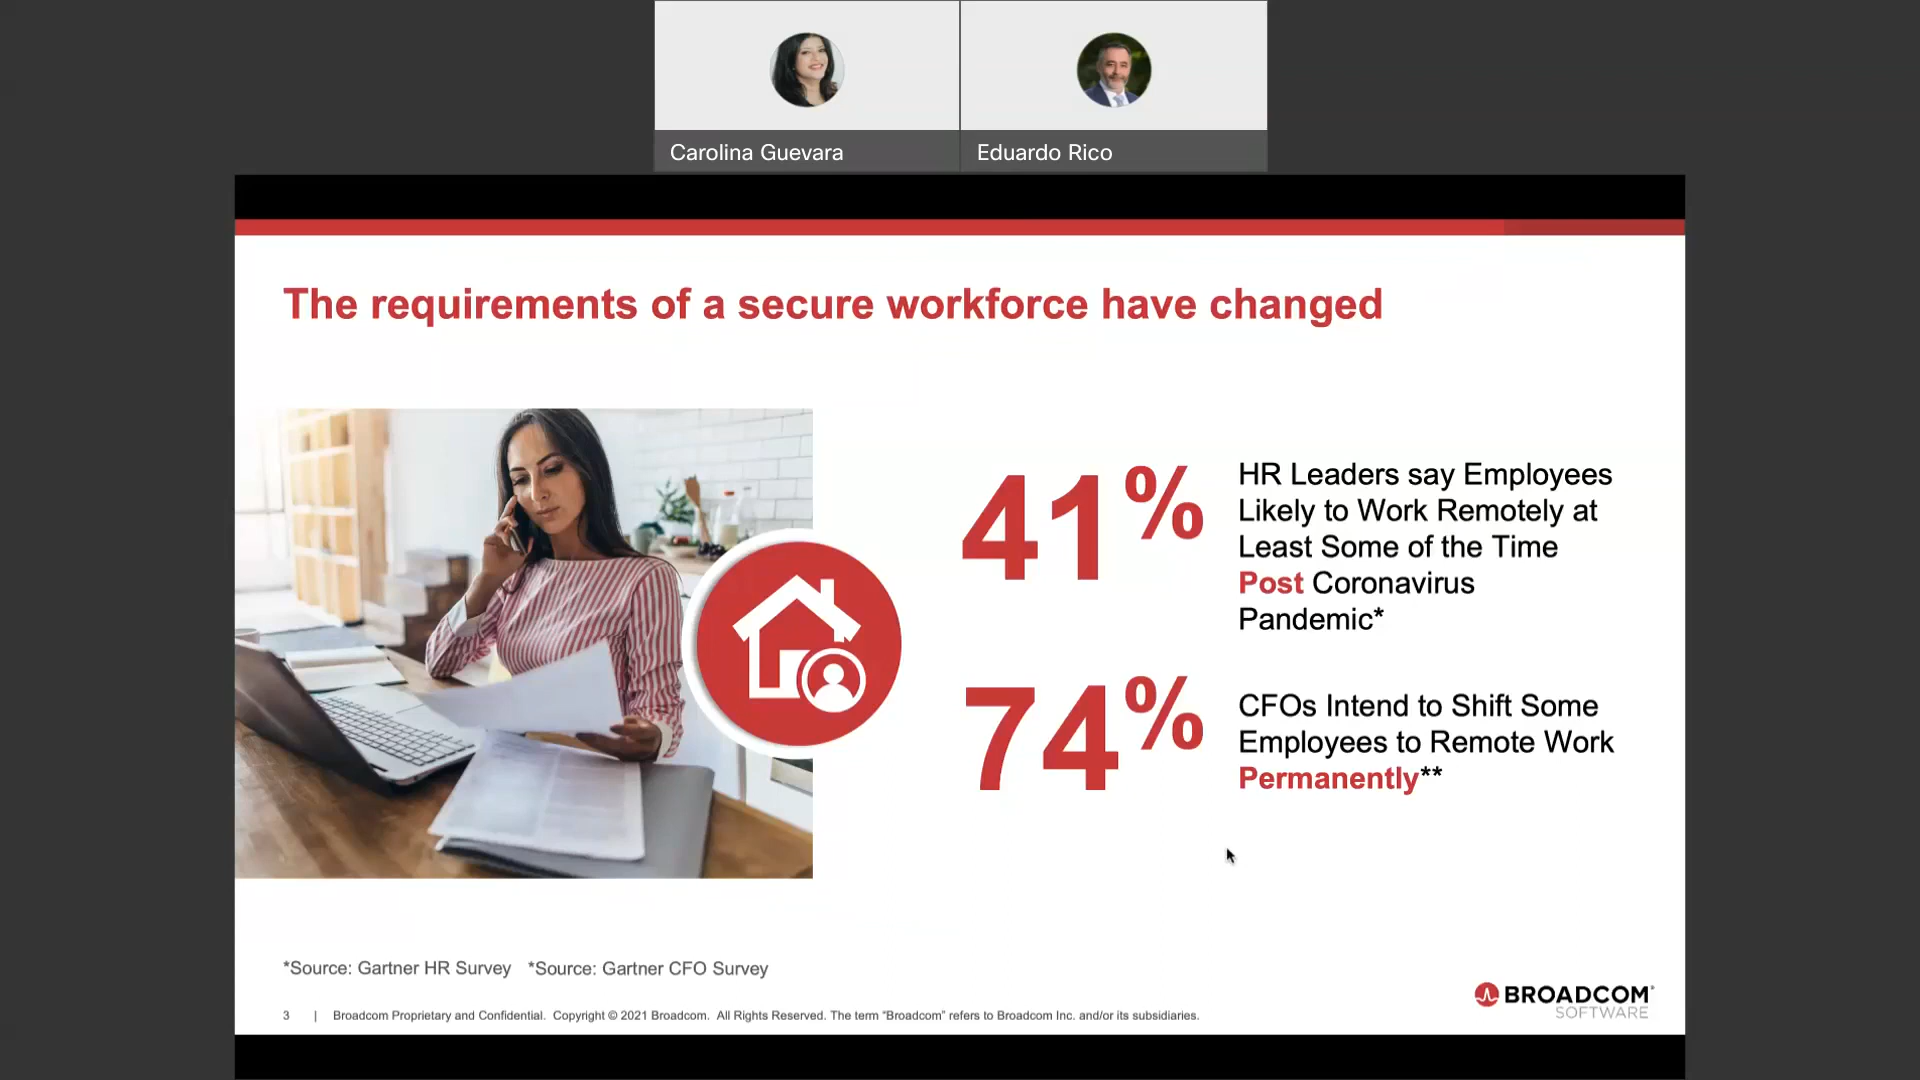 Carolina Guevara
Eduardo Rico
The requirements of a secure workforce have changed
41%
HR Leaders say Employees
Likely to Work Remotely at
Least Some of the Time
Post Coronavirus
Pandemic*
74%
CFOs Intend to Shift Some
Employees to Remote Work
Permanently**
*Source: Gartner HR Survey *Source: Gartner CFO Survey
3 | Broadcom Proprietary and Confidential. Copyright © 2021 Broadcom. All Rights Reserved. The term “Broadcom” refers to Broadcom Inc. and/or its subsidiaries.
BROADCOM®
SOFTWARE